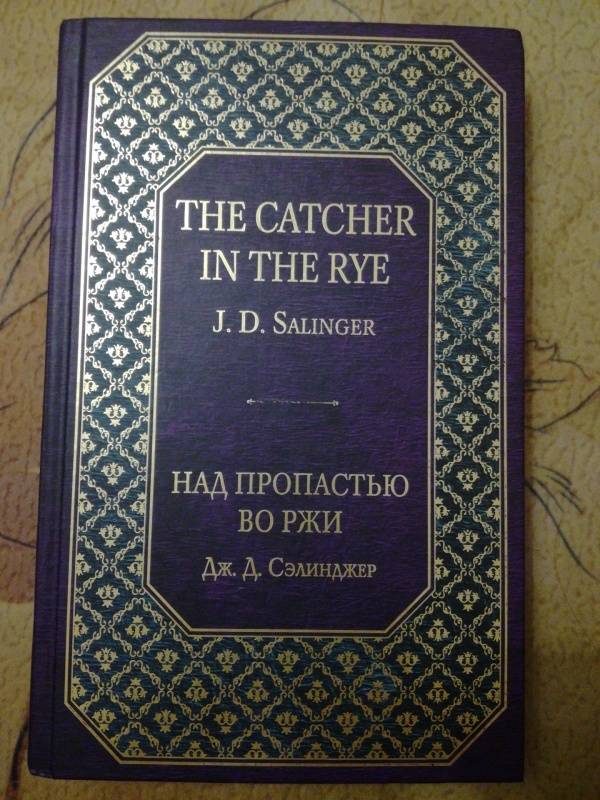 THE CATCHER
IN THE RYE
J. D. SALINGER
НАД ПРОПАСТЬЮ
ВО РЖИ
Дж. Д. Сэлинджер